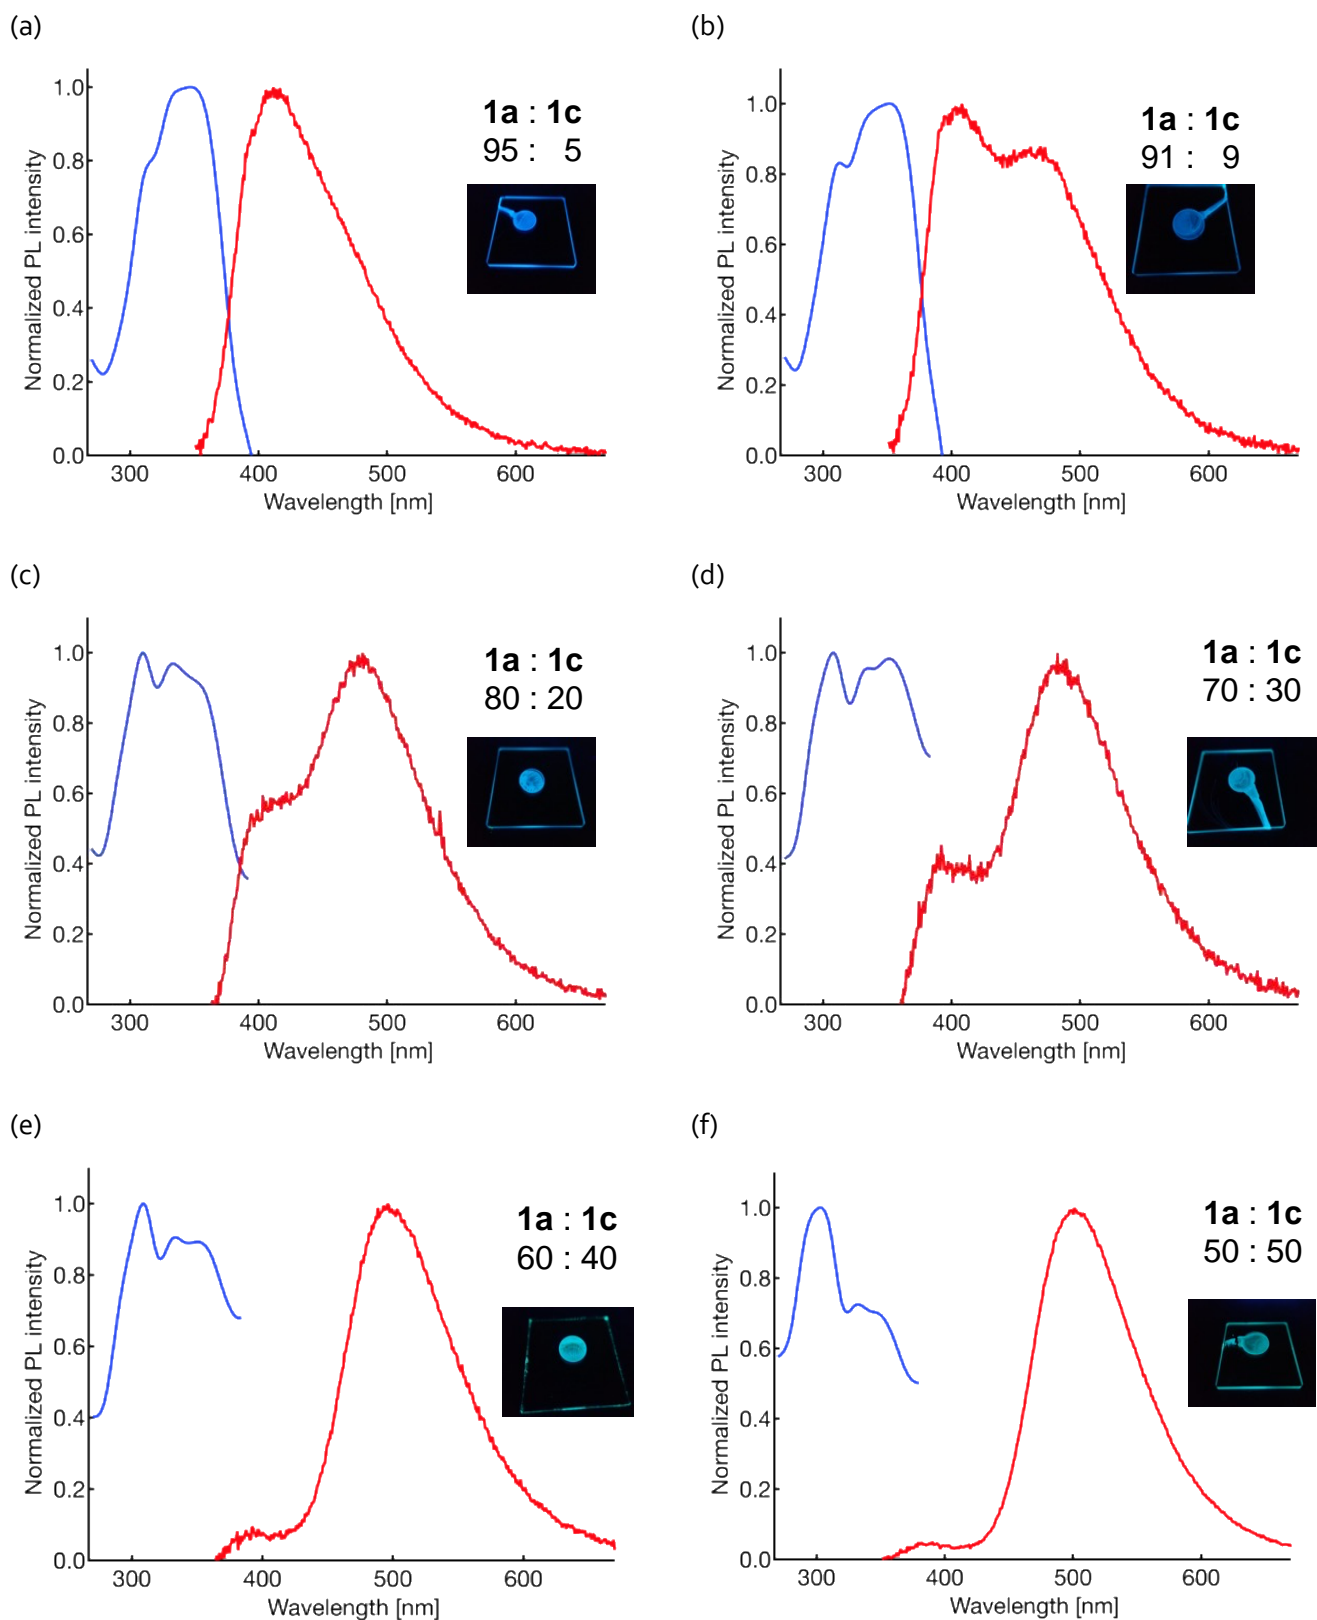 (a)
Normalized PL intensity
1.0
0.8
0.6
0.4
0.2
0.0
300 400 500 600
Wavelength [nm]
1a : 1c
95 : 5
(b)
Normalized PL intensity
1.0
0.8
0.6
0.4
0.2
0.0
300 400 500 600
Wavelength [nm]
1a : 1c
91 : 9
(c)
Normalized PL intensity
1.0
0.8
0.6
0.4
0.2
0.0
300 400 500 600
Wavelength [nm]
1a : 1c
80 : 20
(d)
Normalized PL intensity
1.0
0.8
0.6
0.4
0.2
0.0
300 400 500 600
Wavelength [nm]
1a : 1c
70 : 30
(e)
Normalized PL intensity
1.0
0.8
0.6
0.4
0.2
0.0
300 400 500 600
Wavelength [nm]
1a : 1c
60 : 40
(f)
Normalized PL intensity
1.0
0.8
0.6
0.4
0.2
0.0
300 400 500 600
Wavelength [nm]
1a : 1c
50 : 50